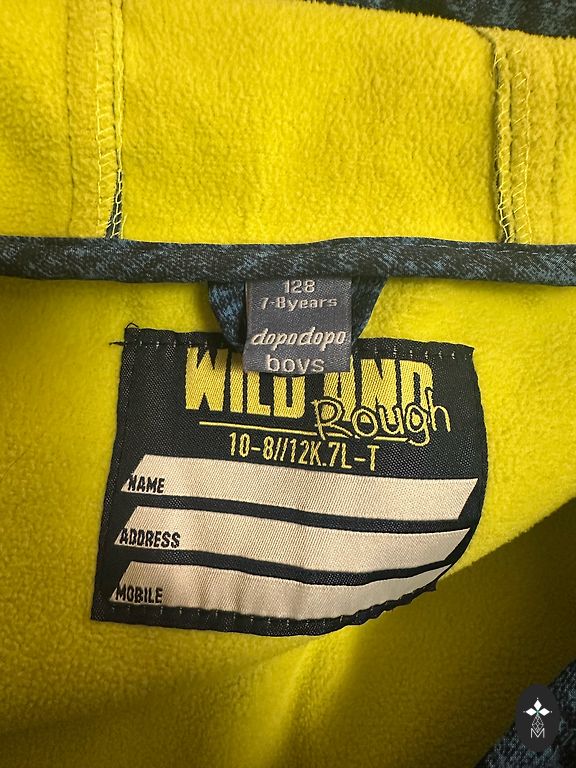 128
7-8years
dopodopo
boys
WILD AND
Rough
10-8//12K.7L-T
NAME
ADDRESS
MOBILE
M